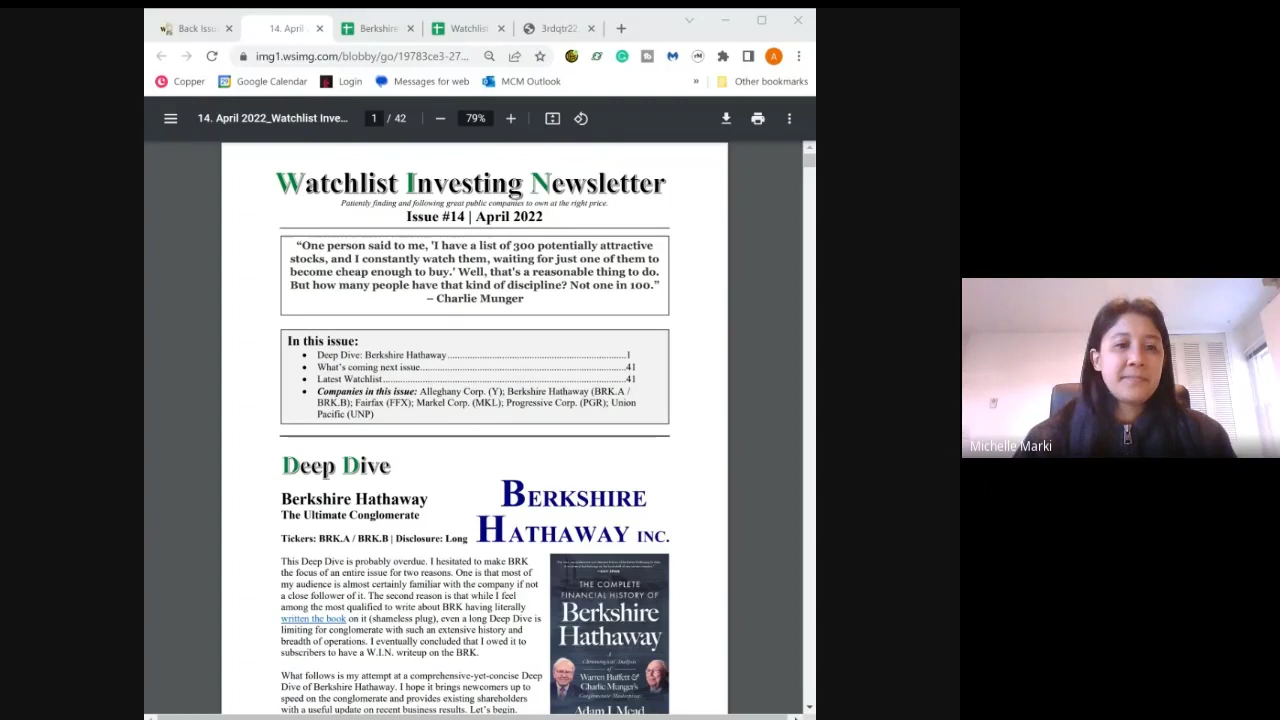 Back Issu
14. April
Berkshire
Watchlist
3rdqtr22
img1.wsimg.com/blobby/go/19783ce3-27...
Copper
Google Calendar
Login
Messages for web
MCM Outlook
»
Other bookmarks
14. April 2022_Watchlist Inve...
1 / 42
79%
Watchlist Investing Newsletter
Patiently finding and following great public companies to own at the right price.
Issue #14 | April 2022
“One person said to me, 'I have a list of 300 potentially attractive
stocks, and I constantly watch them, waiting for just one of them to
become cheap enough to buy.' Well, that's a reasonable thing to do.
But how many people have that kind of discipline? Not one in 100.”
– Charlie Munger
In this issue:
• Deep Dive: Berkshire Hathaway.......1
• What’s coming next issue.......41
• Latest Watchlist.......41
• Companies in this issue: Alleghany Corp. (Y); Berkshire Hathaway (BRK.A /
BRK.B); Fairfax (FFX); Markel Corp. (MKL); Progressive Corp. (PGR); Union
Pacific (UNP)
Deep Dive
Berkshire Hathaway
The Ultimate Conglomerate
Tickers: BRK.A / BRK.B | Disclosure: Long
BERKSHIRE
HATHAWAY INC.
This Deep Dive is probably overdue. I hesitated to make BRK
the focus of an entire issue for two reasons. One is that most of
my audience is almost certainly familiar with the company if not
a close follower of it. The second reason is that while I feel
among the most qualified to write about BRK having literally
written the book on it (shameless plug), even a long Deep Dive is
limiting for conglomerate with such an extensive history and
breadth of operations. I eventually concluded that I owed it to
subscribers to have a W.I.N. writeup on the BRK.
What follows is my attempt at a comprehensive-yet-concise Deep
Dive of Berkshire Hathaway. I hope it brings newcomers up to
speed on the conglomerate and provides existing shareholders
with a useful update on recent business results. Let’s begin.
THE COMPLETE
FINANCIAL HISTORY OF
Berkshire
Hathaway
A
Chronological Analysis
of
Warren Buffett &
Charlie Munger's
Conglomerate Masterpiece
Adam J. Mead
Michelle Marki